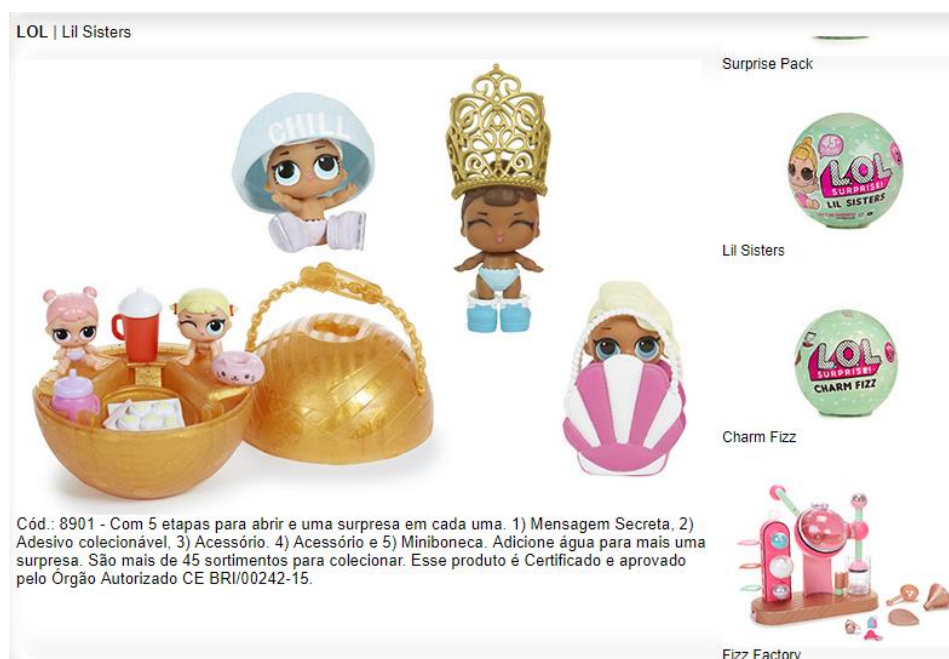 LOL | Lil Sisters
CHILL
Cód.: 8901 - Com 5 etapas para abrir e uma surpresa em cada uma. 1) Mensagem Secreta, 2)
Adesivo colecionável, 3) Acessório. 4) Acessório e 5) Miniboneca. Adicione água para mais uma
surpresa. São mais de 45 sortimentos para colecionar. Esse produto é Certificado e aprovado
pelo Órgão Autorizado CE BRI/00242-15.
Surprise Pack
45+
L.O.L
SURPRISE!
LIL SISTERS
Lil Sisters
L.O.L
SURPRISE!
CHARM FIZZ
Charm Fizz
Fizz Factory